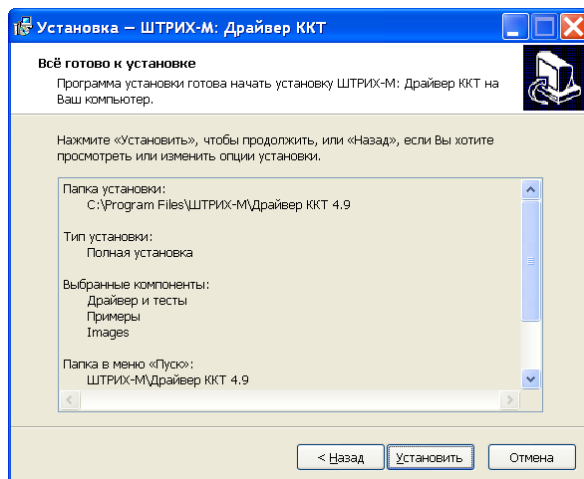 Установка — ШТРИХ-М: Драйвер ККТ
Всё готово к установке
Программа установки готова начать установку ШТРИХ-М: Драйвер ККТ на
Ваш компьютер.
Нажмите «Установить», чтобы продолжить, или «Назад», если Вы хотите
просмотреть или изменить опции установки.
Папка установки:
C:\Program Files\ШТРИХ-М\Драйвер ККТ 4.9
Тип установки:
Полная установка
Выбранные компоненты:
Драйвер и тесты
Примеры
Images
Папка в меню «Пуск»:
ШТРИХ-М\Драйвер ККТ 4.9
< Назад
Установить
Отмена